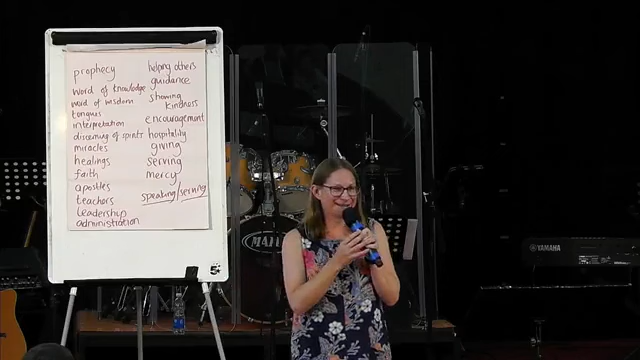 prophecy
word of knowledge
word of wisdom
tongues
interpretation
discerning of spirits
miracles
healings
faith
apostles
teachers
leadership
administration
helping others
guidance
showing
kindness
encouragement
hospitality
giving
serving
mercy
speaking/serving
MAPEX
YAMAHA